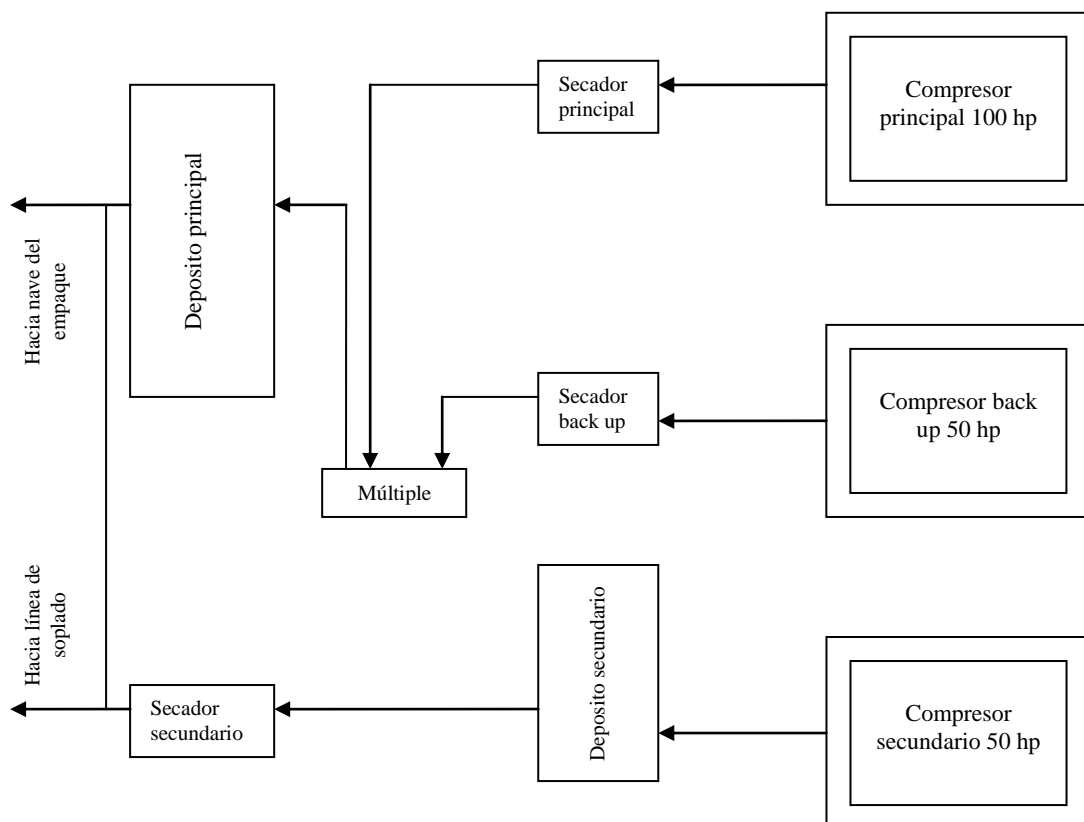 Secador
principal
Compresor
principal 100 hp
Deposito principal
Hacia nave del
empaque
Secador
back up
Compresor back
up 50 hp
Múltiple
Hacia línea de
soplado
Secador
secundario
Deposito secundario
Compresor
secundario 50 hp